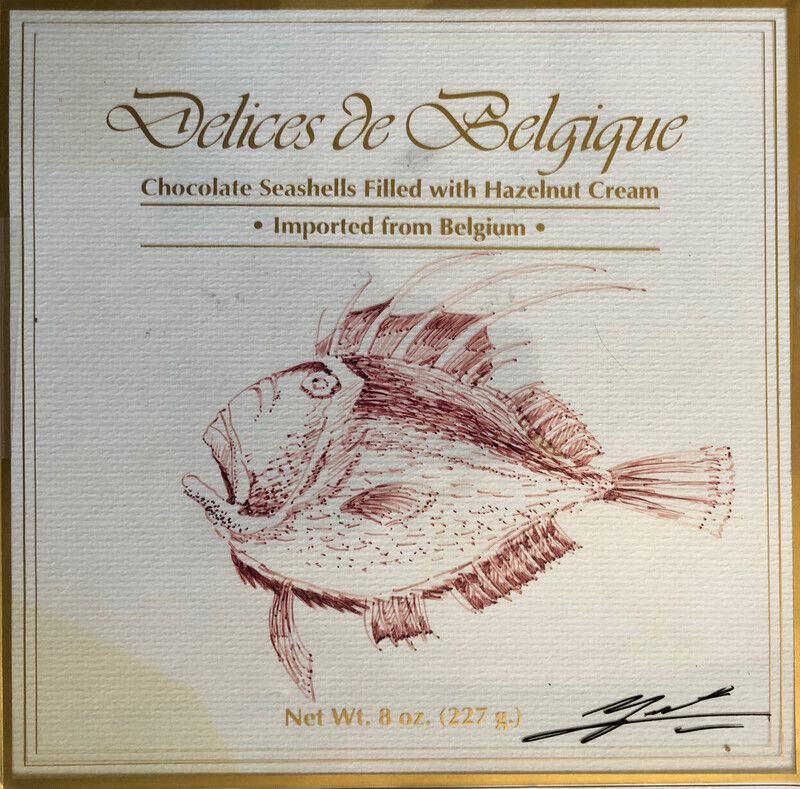 Delices de Belgique
Chocolate Seashells Filled with Hazelnut Cream
• Imported from Belgium •
Net Wt. 8 oz. (227 g.)